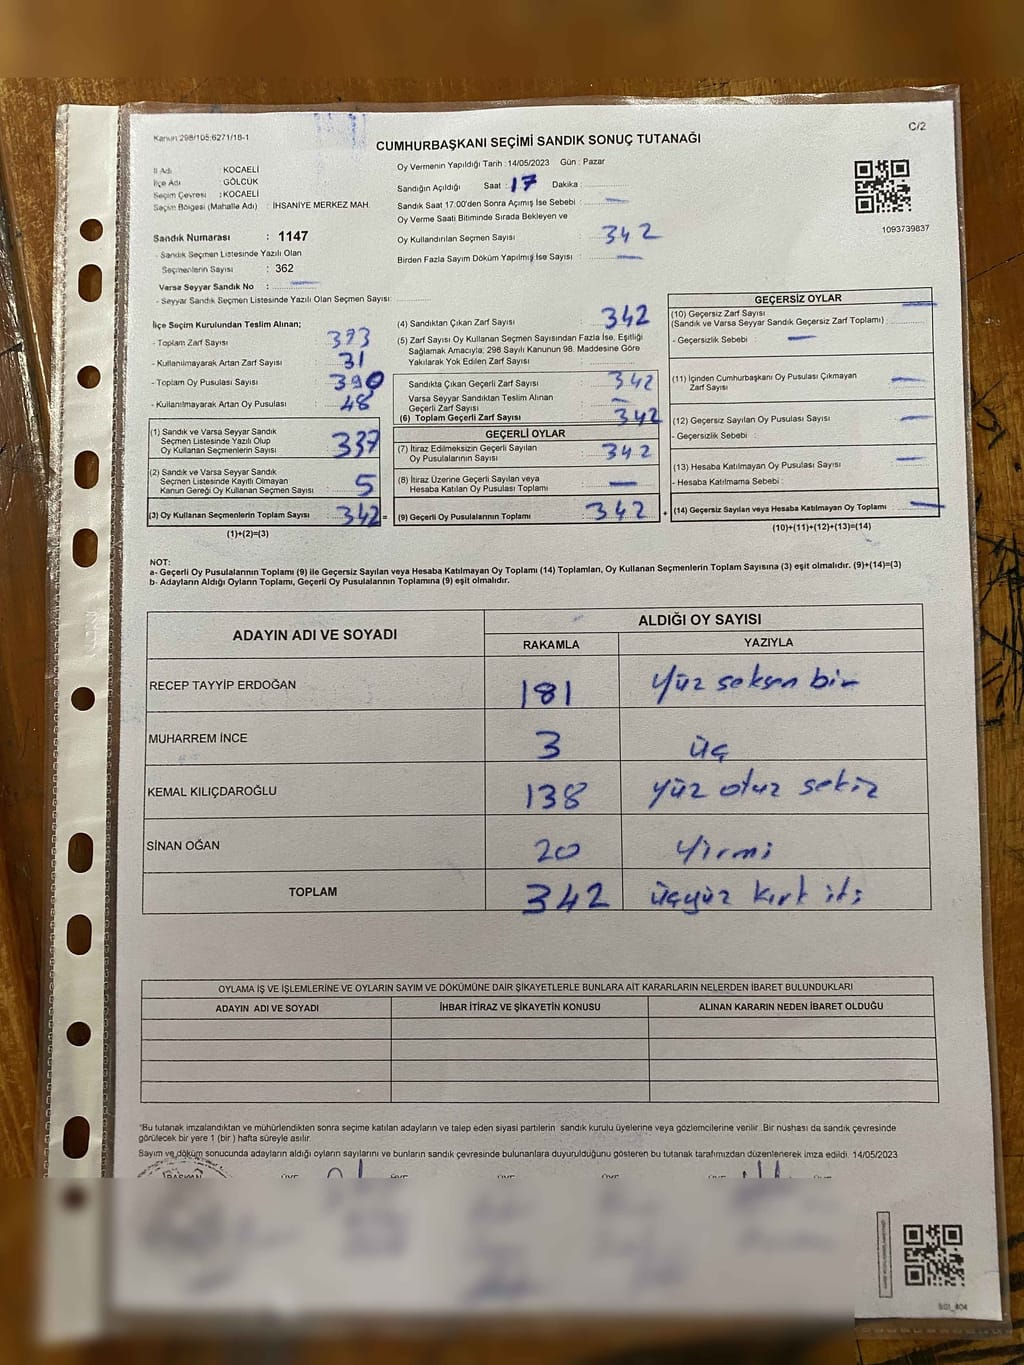 Kanun 298/105;6271/18-1
C/2
CUMHURBAŞKANI SEÇİMİ SANDIK SONUÇ TUTANAĞI
İl Adı : KOCAELİ
İlçe Adı : GÖLCÜK
Seçim Çevresi : KOCAELİ
Seçim Bölgesi (Mahalle Adı) : İHSANİYE MERKEZ MAH.
Sandık Numarası : 1147
- Sandık Seçmen Listesinde Yazılı Olan
Seçmenlerin Sayısı : 362
Varsa Seyyar Sandık No : —
- Seyyar Sandık Seçmen Listesinde Yazılı Olan Seçmen Sayısı:
Oy Vermenin Yapıldığı Tarih : 14/05/2023 Gün : Pazar
Sandığın Açıldığı Saat : 17 Dakika :
Sandık Saat 17:00'den Sonra Açılmış İse Sebebi : —
Oy Verme Saati Bitiminde Sırada Bekleyen ve
Oy Kullandırılan Seçmen Sayısı : 342
Birden Fazla Sayım Döküm Yapılmış İse Sayısı : —
1093739837
İlçe Seçim Kurulundan Teslim Alınan;
- Toplam Zarf Sayısı : 373
- Kullanılmayarak Artan Zarf Sayısı : 31
- Toplam Oy Pusulası Sayısı : 390
- Kullanılmayarak Artan Oy Pusulası : 48
(1) Sandık ve Varsa Seyyar Sandık
Seçmen Listesinde Yazılı Olup
Oy Kullanan Seçmenlerin Sayısı : 337
(2) Sandık ve Varsa Seyyar Sandık
Seçmen Listesinde Kayıtlı Olmayan
Kanun Gereği Oy Kullanan Seçmen Sayısı : 5
(3) Oy Kullanan Seçmenlerin Toplam Sayısı : 342 =
(1)+(2)=(3)
(4) Sandıktan Çıkan Zarf Sayısı : 342
(5) Zarf Sayısı Oy Kullanan Seçmen Sayısından Fazla İse, Eşitliği
Sağlamak Amacıyla; 298 Sayılı Kanunun 98. Maddesine Göre
Yakılarak Yok Edilen Zarf Sayısı :
Sandıkta Çıkan Geçerli Zarf Sayısı : 342
Varsa Seyyar Sandıktan Teslim Alınan
Geçerli Zarf Sayısı : —
(6) Toplam Geçerli Zarf Sayısı : 342
GEÇERLİ OYLAR
(7) İtiraz Edilmeksizin Geçerli Sayılan
Oy Pusulalarının Sayısı : 342
(8) İtiraz Üzerine Geçerli Sayılan veya
Hesaba Katılan Oy Pusulası Toplamı : —
(9) Geçerli Oy Pusulalarının Toplamı : 342 +
GEÇERSİZ OYLAR
(10) Geçersiz Zarf Sayısı
(Sandık ve Varsa Seyyar Sandık Geçersiz Zarf Toplamı) : —
- Geçersizlik Sebebi : —
(11) İçinden Cumhurbaşkanı Oy Pusulası Çıkmayan
Zarf Sayısı : —
(12) Geçersiz Sayılan Oy Pusulası Sayısı : —
- Geçersizlik Sebebi :
(13) Hesaba Katılmayan Oy Pusulası Sayısı : —
- Hesaba Katılmama Sebebi :
(14) Geçersiz Sayılan veya Hesaba Katılmayan Oy Toplamı : —
(10)+(11)+(12)+(13)=(14)
NOT:
a- Geçerli Oy Pusulalarının Toplamı (9) ile Geçersiz Sayılan veya Hesaba Katılmayan Oy Toplamı (14) Toplamları, Oy Kullanan Seçmenlerin Toplam Sayısına (3) eşit olmalıdır. (9)+(14)=(3)
b- Adayların Aldığı Oyların Toplamı, Geçerli Oy Pusulalarının Toplamına (9) eşit olmalıdır.
ADAYIN ADI VE SOYADI
ALDIĞI OY SAYISI
RAKAMLA YAZIYLA
RECEP TAYYİP ERDOĞAN 181 Yüz seksen bir
MUHARREM İNCE 3 üç
KEMAL KILIÇDAROĞLU 138 yüz otuz sekiz
SİNAN OĞAN 20 Yirmi
TOPLAM 342 üçyüz kırk iki
OYLAMA İŞ VE İŞLEMLERİNE VE OYLARIN SAYIM VE DÖKÜMÜNE DAİR ŞİKAYETLERLE BUNLARA AİT KARARLARIN NELERDEN İBARET BULUNDUKLARI
ADAYIN ADI VE SOYADI İHBAR İTİRAZ VE ŞİKAYETİN KONUSU ALINAN KARARIN NEDEN İBARET OLDUĞU
*Bu tutanak imzalandıktan ve mühürlendikten sonra seçime katılan adayların ve talep eden siyasi partilerin sandık kurulu üyelerine veya gözlemcilerine verilir. Bir nüshası da sandık çevresinde
görülecek bir yere 1 (bir) hafta süreyle asılır.
Sayım ve döküm sonucunda adayların aldığı oyların sayılarını ve bunların sandık çevresinde bulunanlara duyurulduğunu gösteren bu tutanak tarafımızdan düzenlenerek imza edildi. 14/05/2023
BAŞKAN ÜYE ÜYE ÜYE ÜYE ÜYE ÜYE